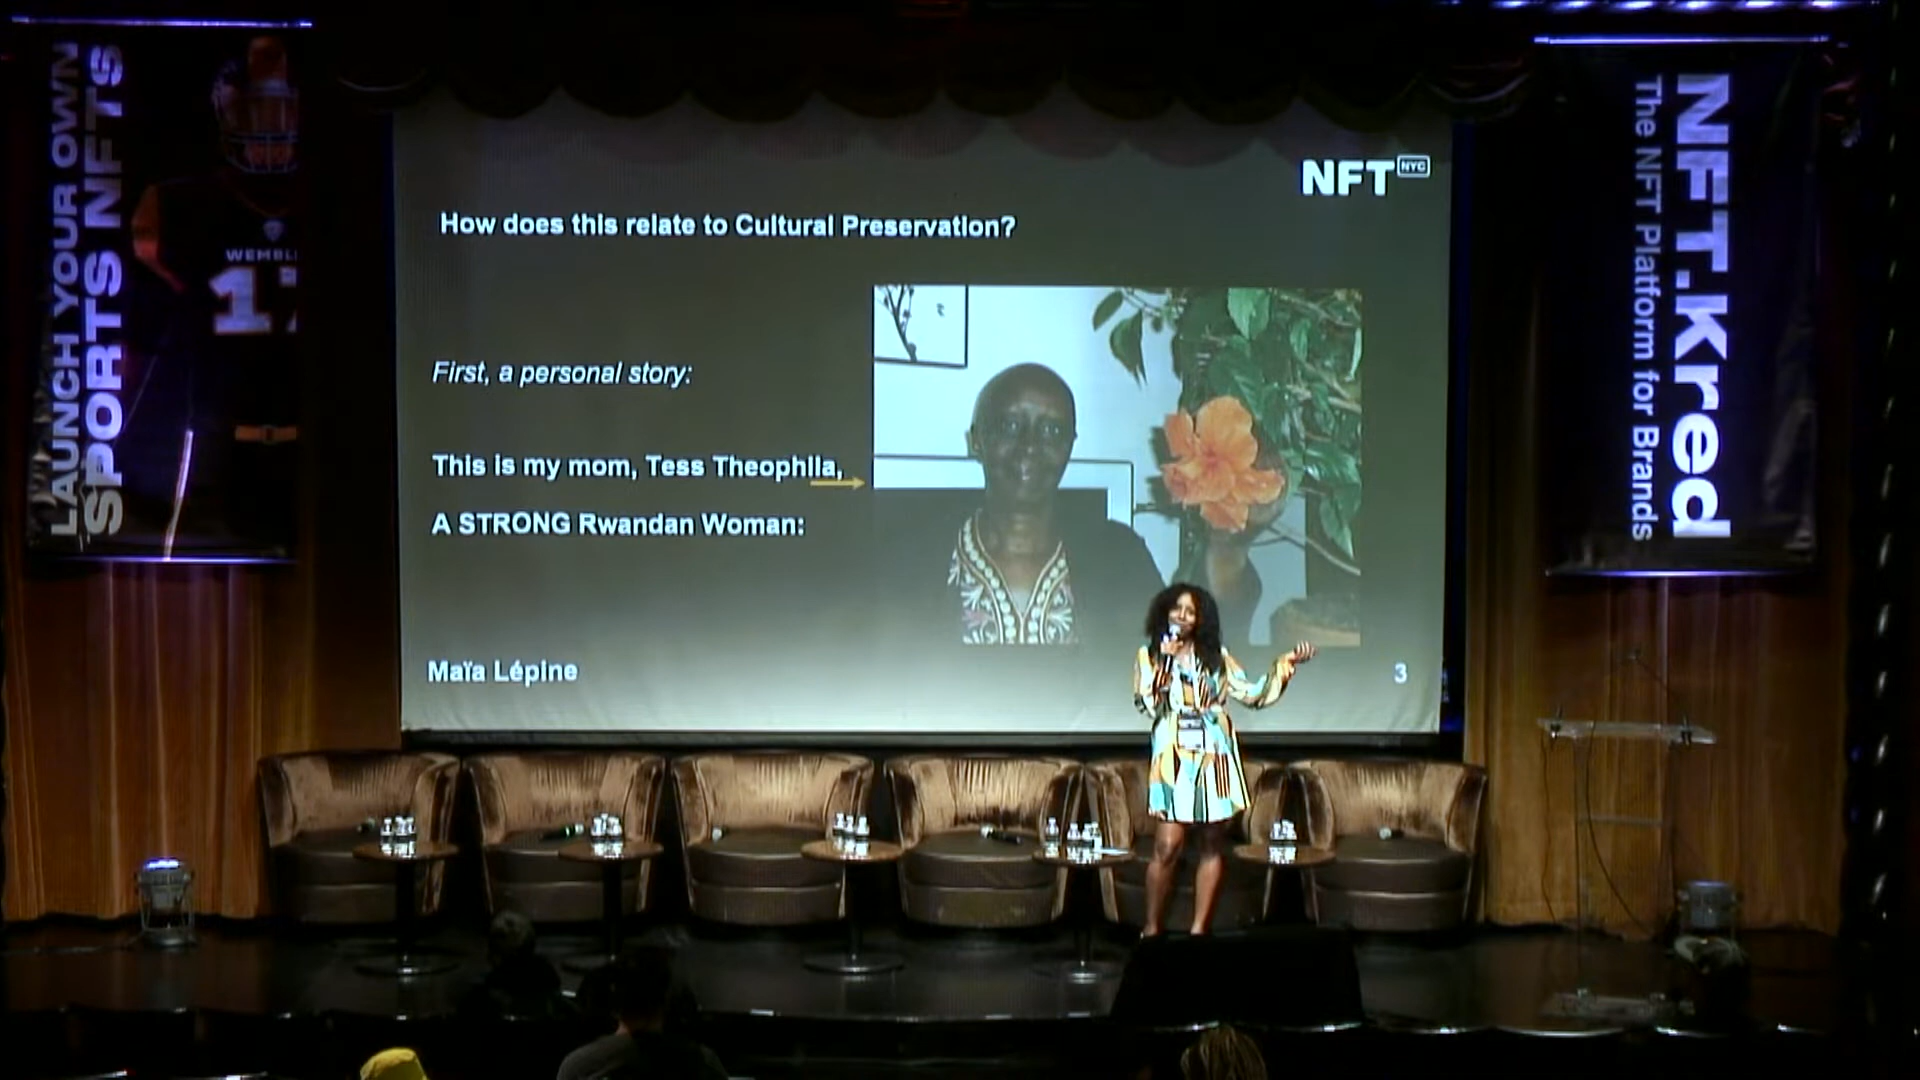 LAUNCH YOUR OWN
SPORTS NFTS
WEMBL
17
NFT NYC
How does this relate to Cultural Preservation?
First, a personal story:
This is my mom, Tess Theophila,
A STRONG Rwandan Woman:
Maïa Lépine
3
NFT.Kred
The NFT Platform for Brands